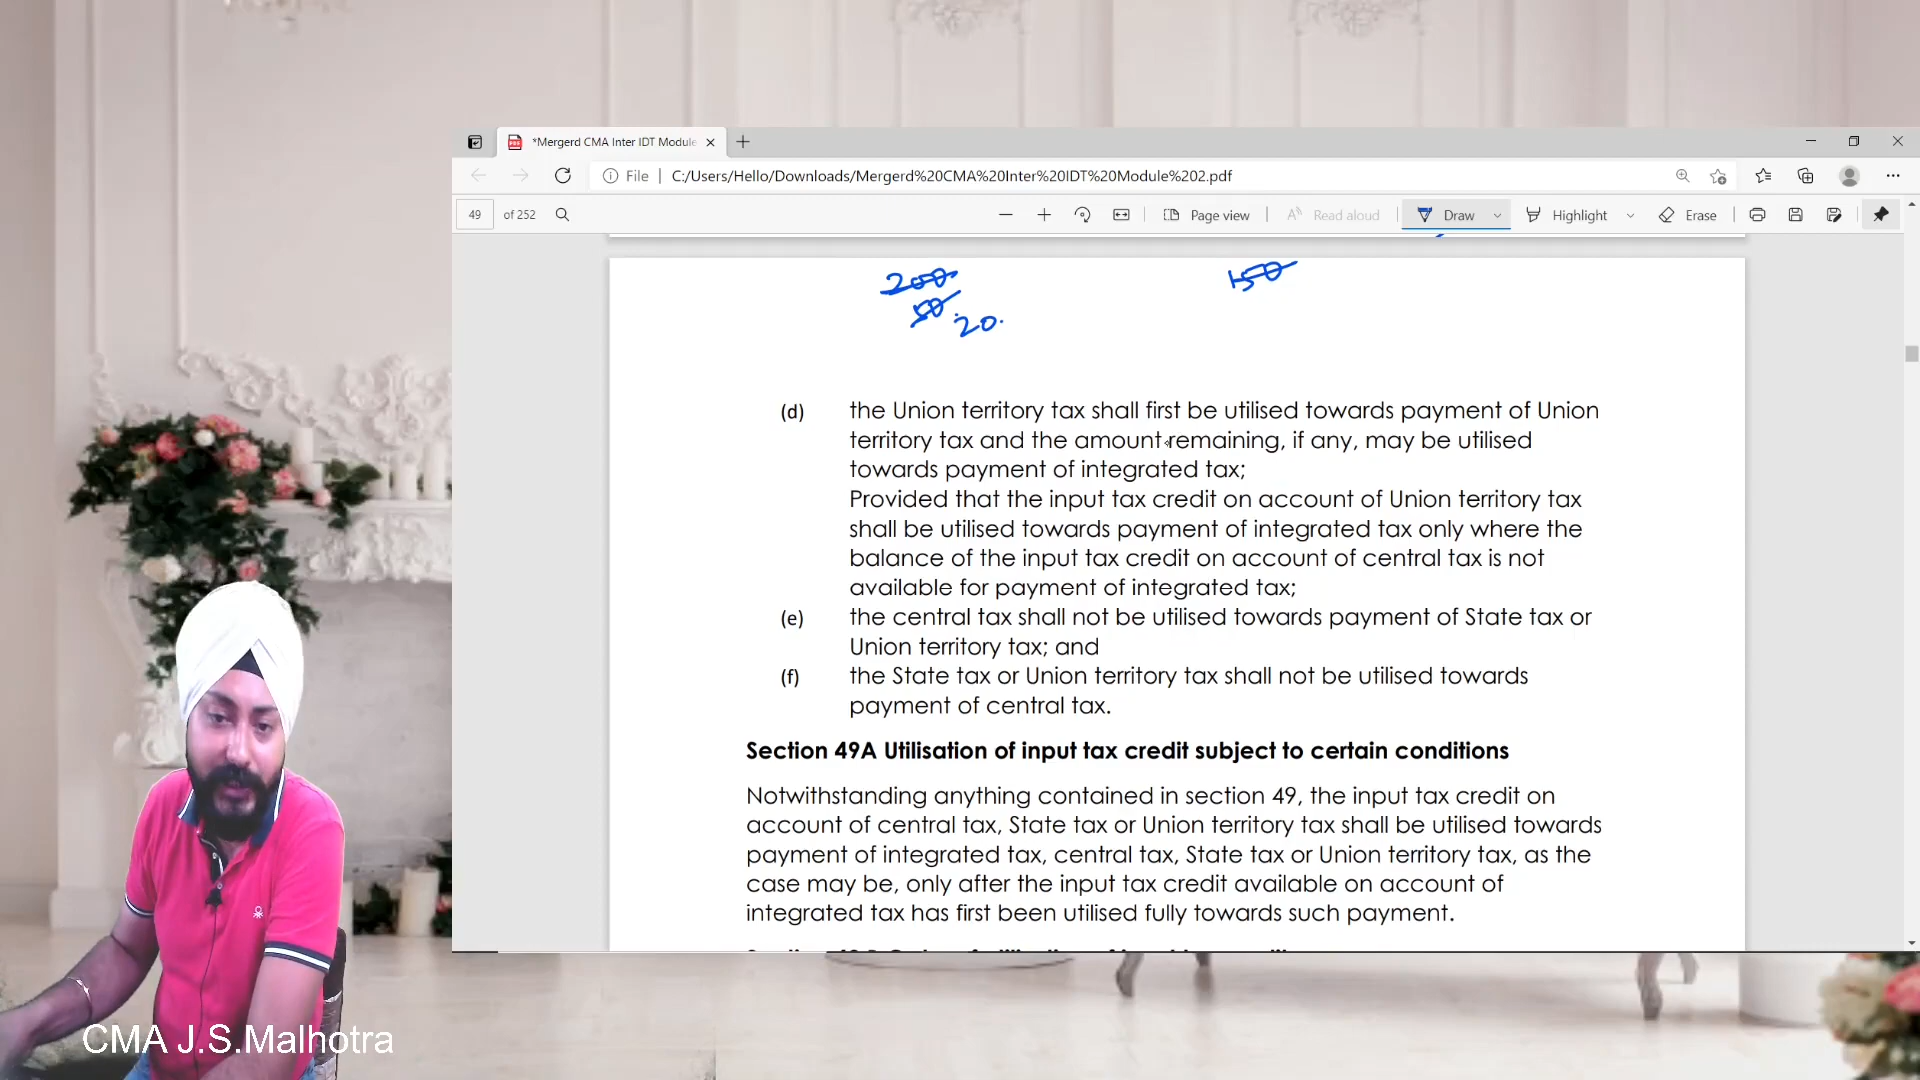 *Mergerd CMA Inter IDT Module
File
C:/Users/Hello/Downloads/Mergerd%20CMA%20Inter%20IDT%20Module%202.pdf
49 of 252
Page view
Read aloud
Draw
Highlight
Erase
200
150
50
20
(d) the Union territory tax shall first be utilised towards payment of Union
territory tax and the amount remaining, if any, may be utilised
towards payment of integrated tax;
Provided that the input tax credit on account of Union territory tax
shall be utilised towards payment of integrated tax only where the
balance of the input tax credit on account of central tax is not
available for payment of integrated tax;
(e) the central tax shall not be utilised towards payment of State tax or
Union territory tax; and
(f) the State tax or Union territory tax shall not be utilised towards
payment of central tax.
Section 49A Utilisation of input tax credit subject to certain conditions
Notwithstanding anything contained in section 49, the input tax credit on
account of central tax, State tax or Union territory tax shall be utilised towards
payment of integrated tax, central tax, State tax or Union territory tax, as the
case may be, only after the input tax credit available on account of
integrated tax has first been utilised fully towards such payment.
CMA J.S.Malhotra